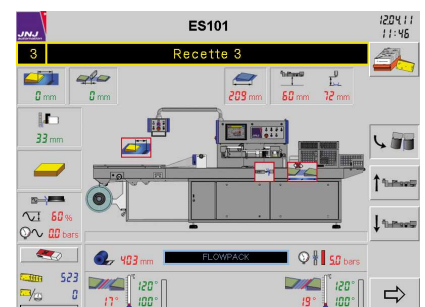 JNJ
ES101
12.04.11
11:46
3
Recette 3
0 mm
0 mm
209 mm
60 mm
72 mm
33 mm
60 %
0.0 bars
403 mm
FLOWPACK
5.0 bars
523
0
17°
120°
100°
19°
120°
100°